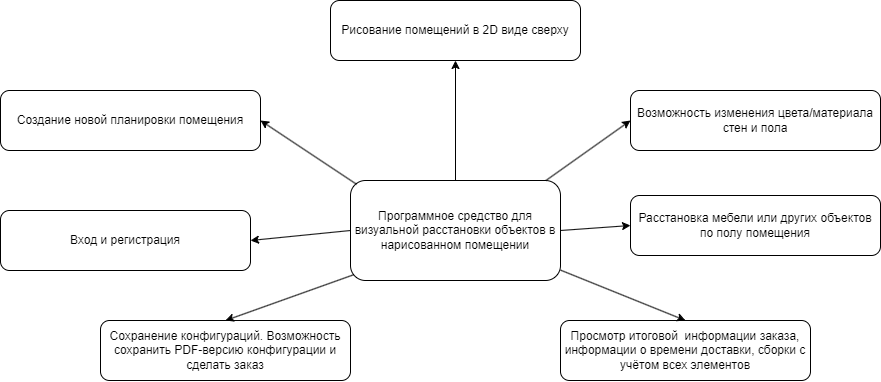 Рисование помещений в 2D виде сверху
Создание новой планировки помещения
Возможность изменения цвета/материала
стен и пола
Программное средство для
визуальной расстановки объектов в
нарисованном помещении
Вход и регистрация
Расстановка мебели или других объектов
по полу помещения
Сохранение конфигураций. Возможность
сохранить PDF-версию конфигурации и
сделать заказ
Просмотр итоговой информации заказа,
информации о времени доставки, сборки с
учётом всех элементов